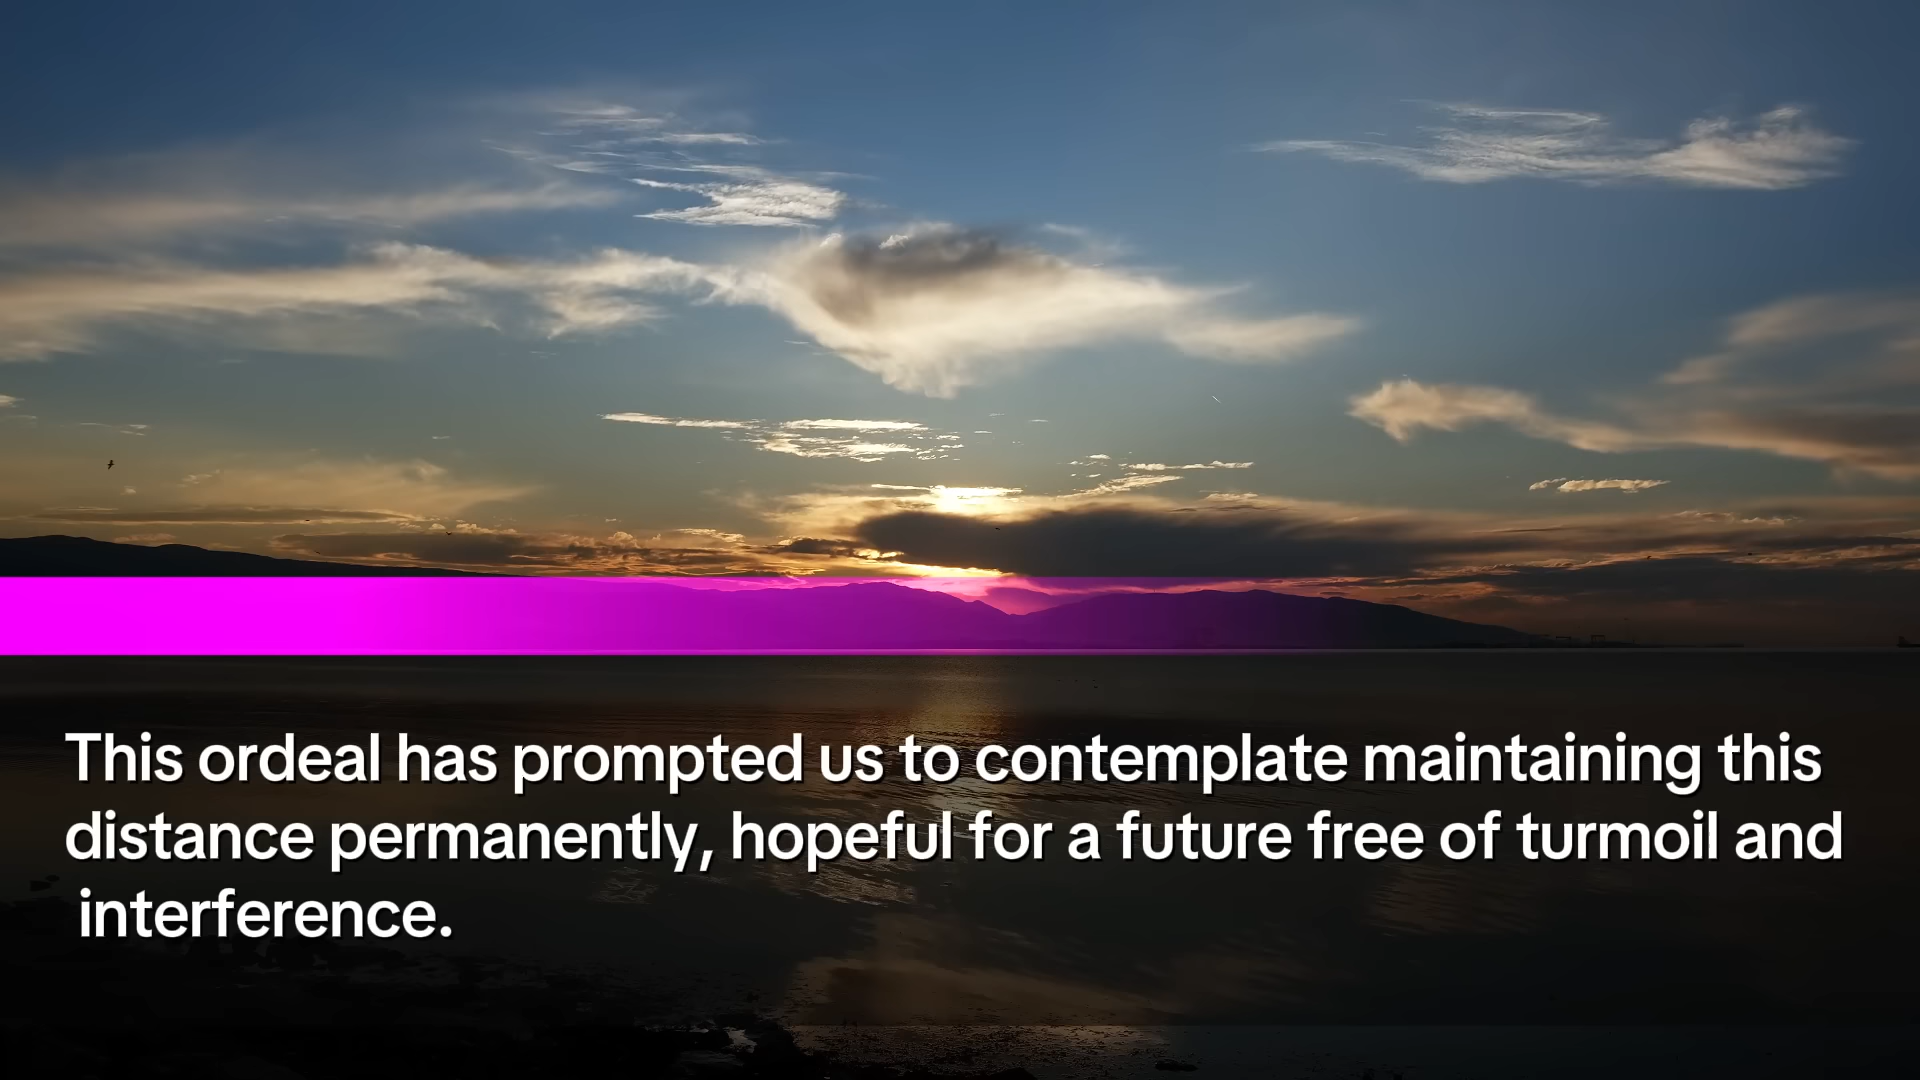 This ordeal has prompted us to contemplate maintaining this
distance permanently, hopeful for a future free of turmoil and
interference.